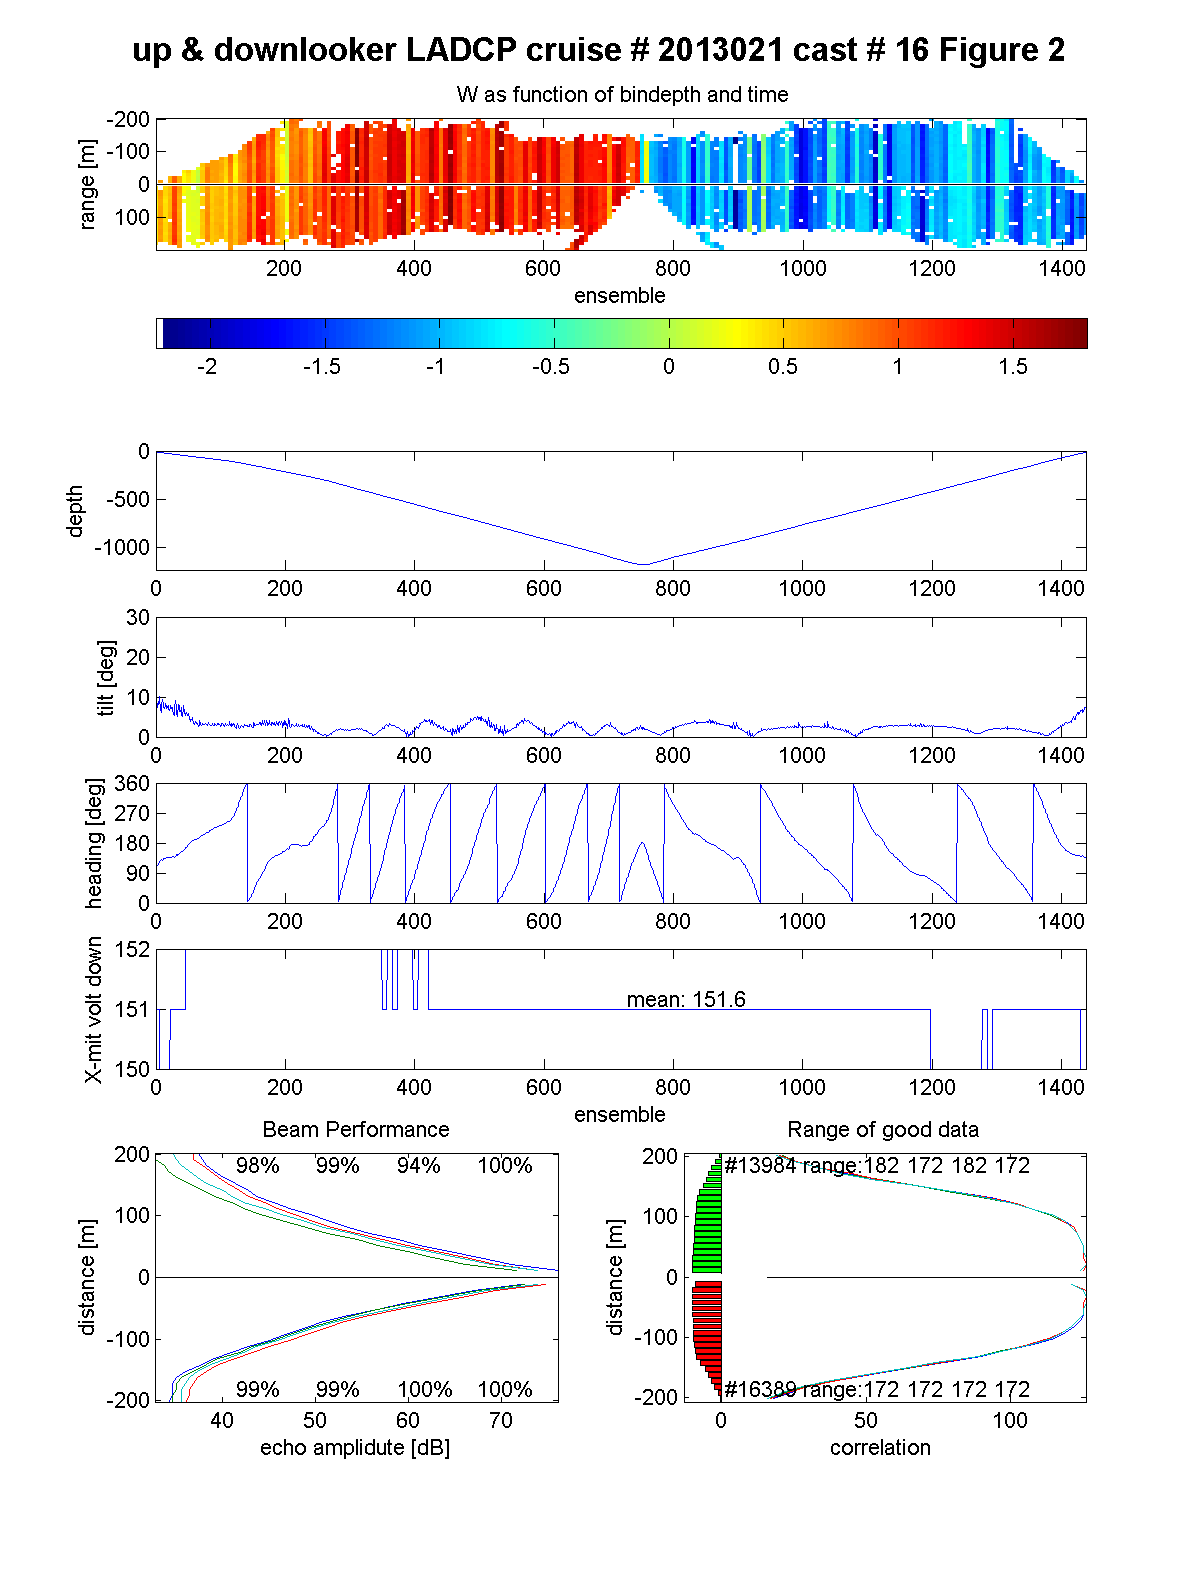 up & downlooker LADCP cruise # 2013021 cast # 16 Figure 2
W as function of bindepth and time
-200
-100
0
100
range [m]
200 400 600 800 1000 1200 1400
ensemble
-2 -1.5 -1 -0.5 0 0.5 1 1.5
0
-500
-1000
depth
0 200 400 600 800 1000 1200 1400
30
20
10
0
tilt [deg]
0 200 400 600 800 1000 1200 1400
360
270
180
90
0
heading [deg]
0 200 400 600 800 1000 1200 1400
152
151
150
X-mit volt down
mean: 151.6
0 200 400 600 800 1000 1200 1400
ensemble
Beam Performance
200
100
0
-100
-200
distance [m]
98% 99% 94% 100%
99% 99% 100% 100%
40 50 60 70
echo amplidute [dB]
Range of good data
200
100
0
-100
-200
distance [m]
#13984 range:182 172 182 172
#16389 range:172 172 172 172
0 50 100
correlation